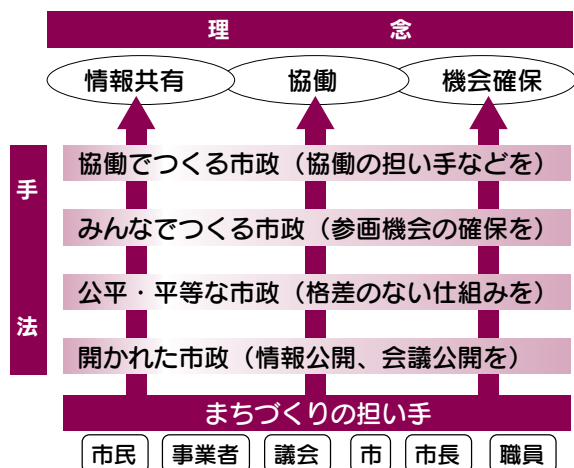 理念
情報共有 協働 機会確保
手法
協働でつくる市政（協働の担い手などを）
みんなでつくる市政（参画機会の確保を）
公平・平等な市政（格差のない仕組みを）
開かれた市政（情報公開、会議公開を）
まちづくりの担い手
市民 事業者 議会 市 市長 職員